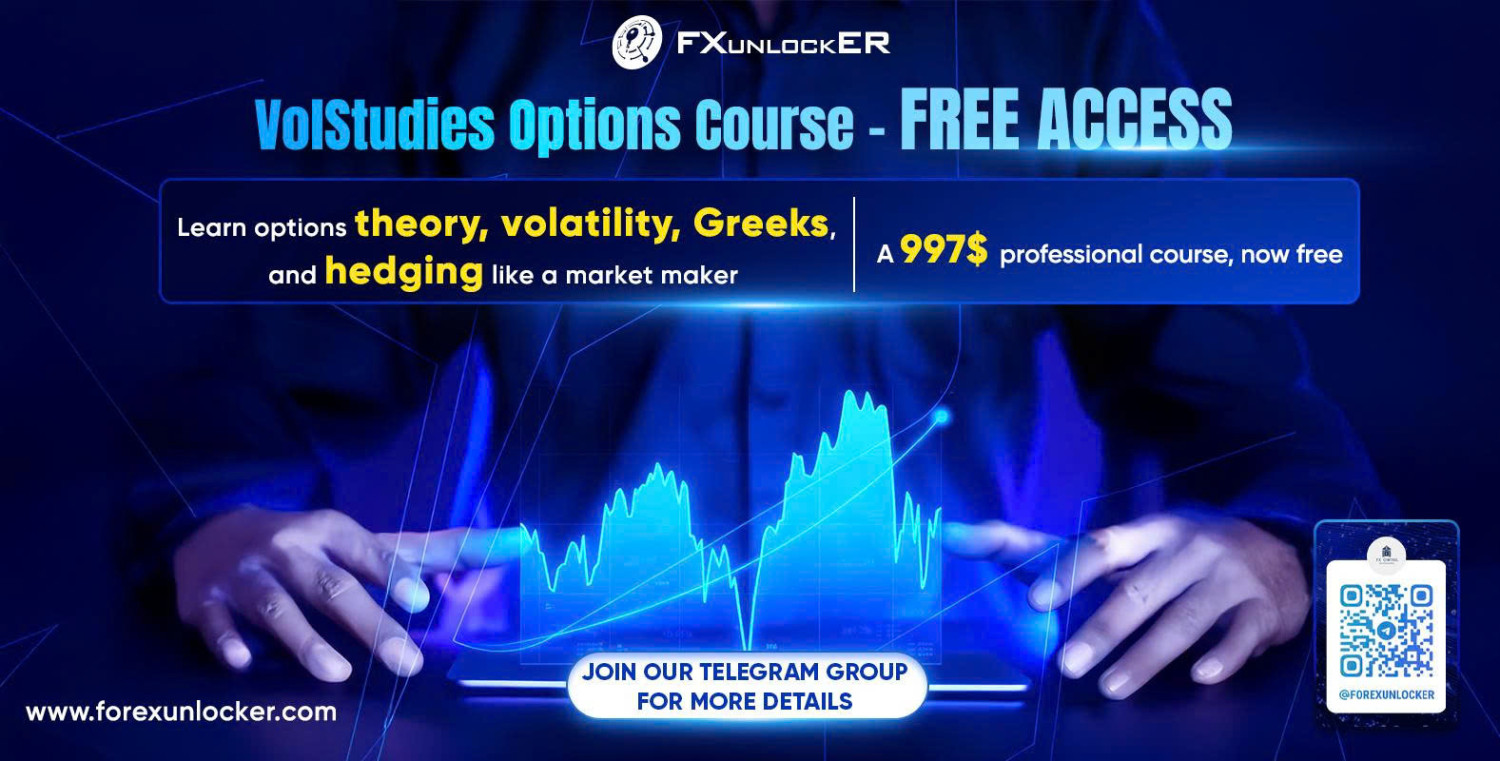 FXUNLOCKER
VolStudies Options Course - FREE ACCESS
Learn options theory, volatility, Greeks,
and hedging like a market maker
A 997$ professional course, now free
JOIN OUR TELEGRAM GROUP
FOR MORE DETAILS
www.forexunlocker.com
@FOREXUNLOCKER